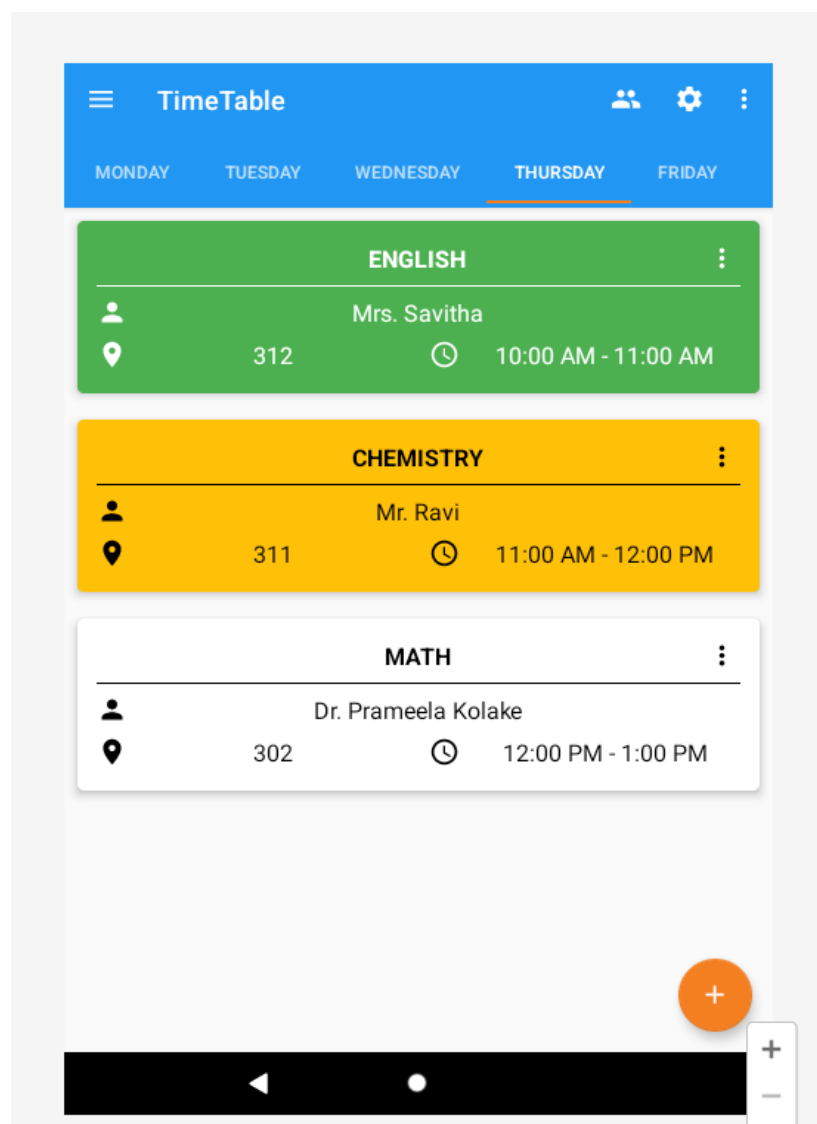 TimeTable
MONDAY TUESDAY WEDNESDAY THURSDAY FRIDAY
ENGLISH
Mrs. Savitha
312 10:00 AM - 11:00 AM
CHEMISTRY
Mr. Ravi
311 11:00 AM - 12:00 PM
MATH
Dr. Prameela Kolake
302 12:00 PM - 1:00 PM